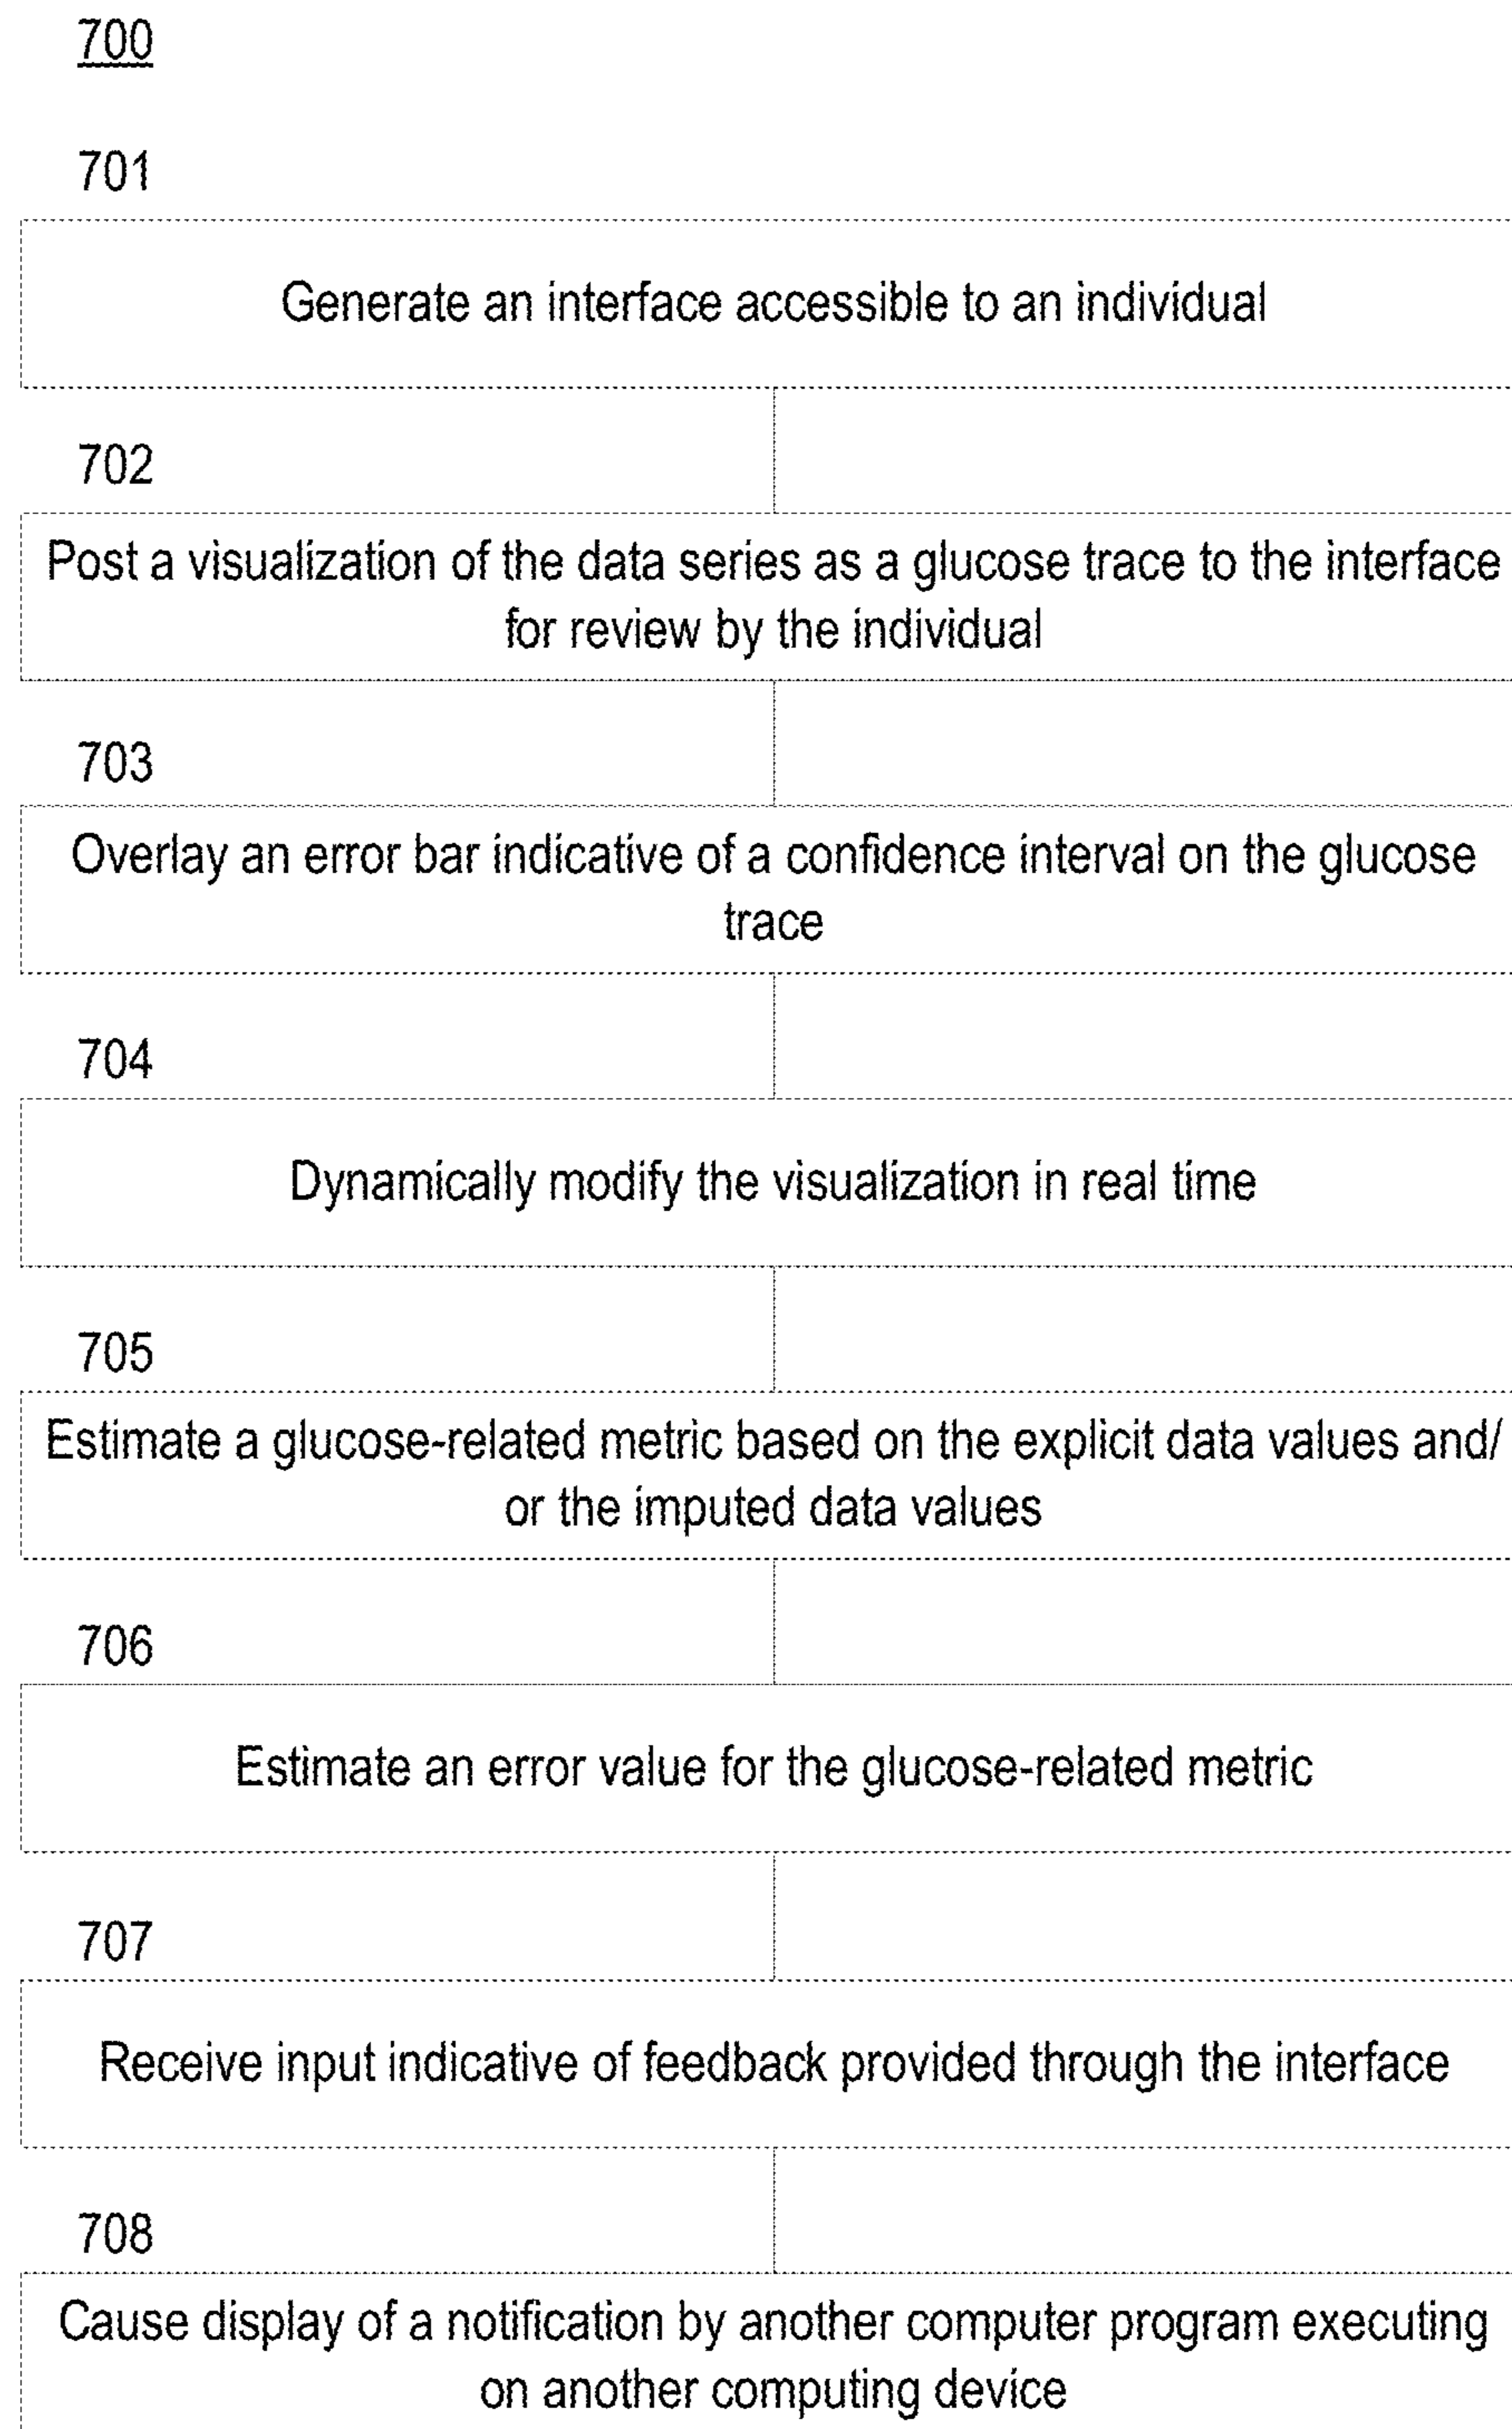 700
701
Generate an interface accessible to an individual
702
Post a visualization of the data series as a glucose trace to the interface
for review by the individual
703
Overlay an error bar indicative of a confidence interval on the glucose
trace
704
Dynamically modify the visualization in real time
705
Estimate a glucose-related metric based on the explicit data values and/
or the imputed data values
706
Estimate an error value for the glucose-related metric
707
Receive input indicative of feedback provided through the interface
708
Cause display of a notification by another computer program executing
on another computing device